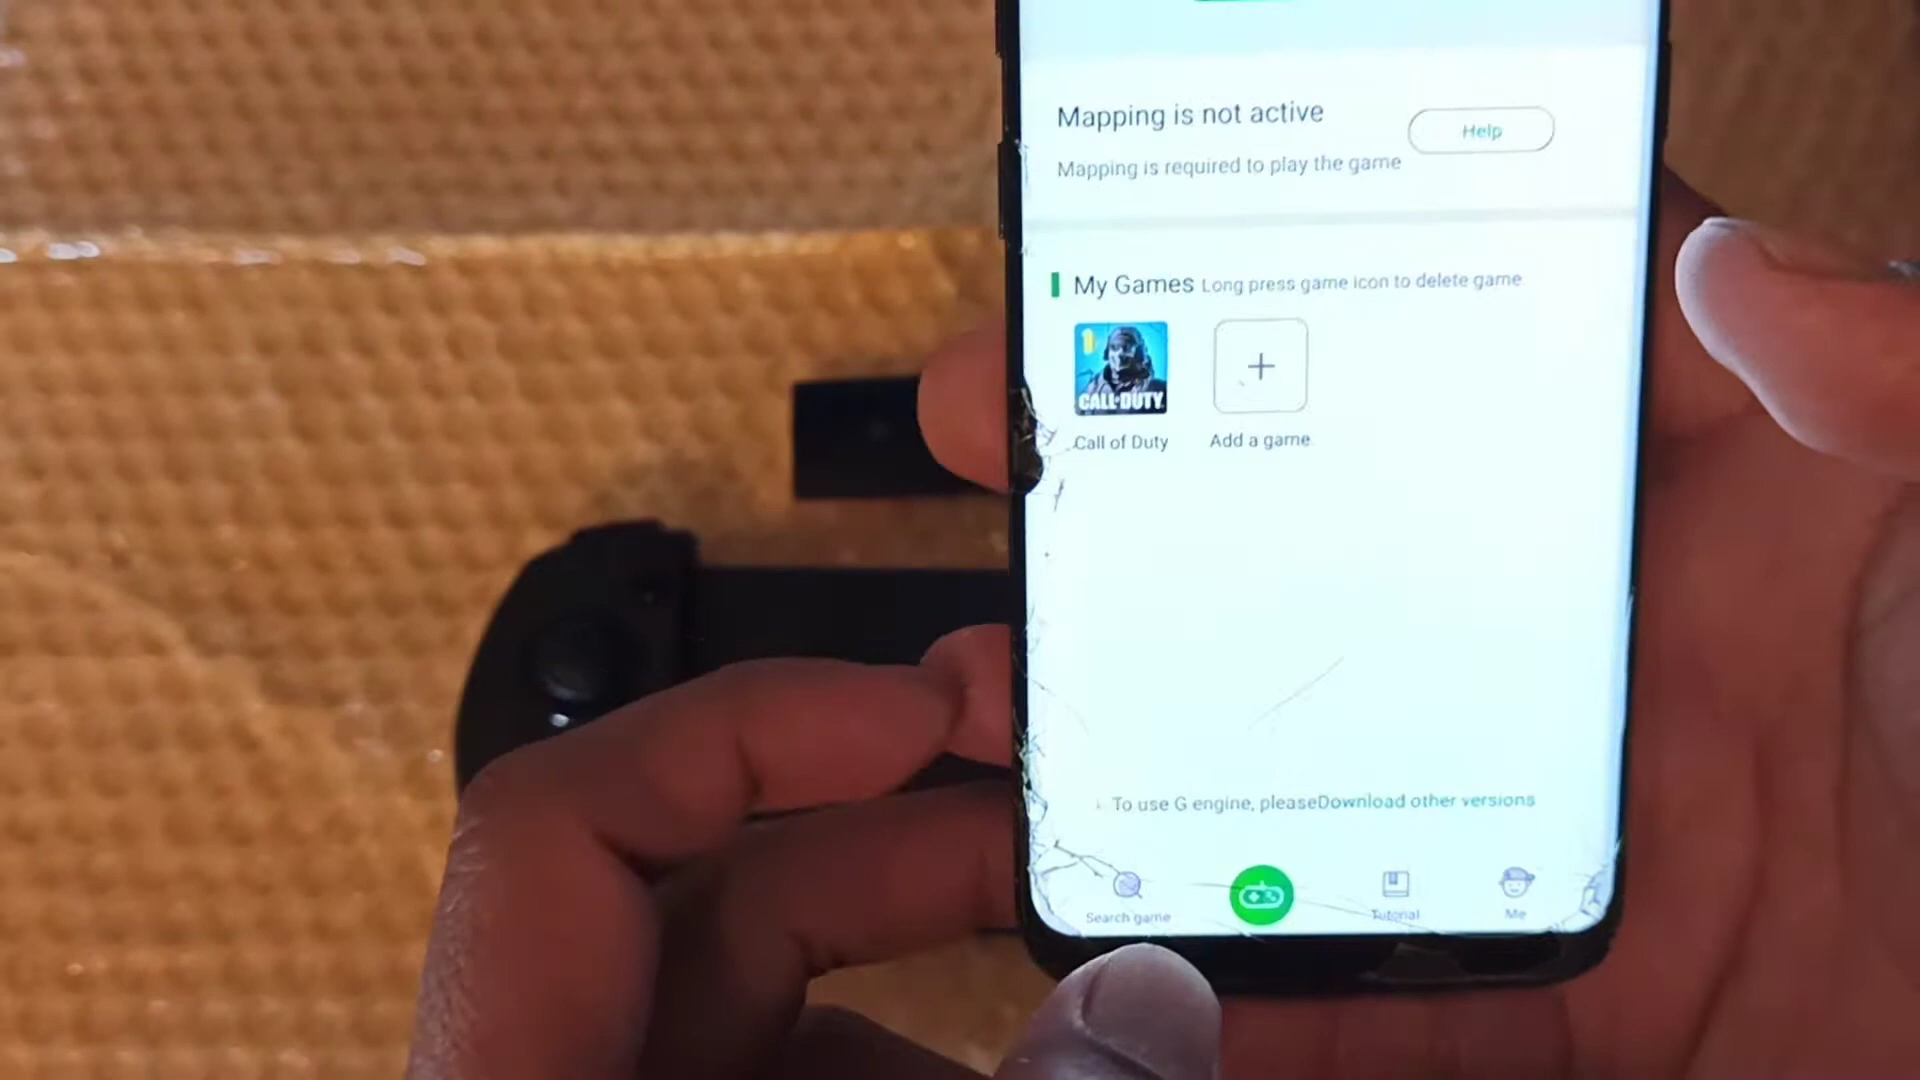 Mapping is not active
Help
Mapping is required to play the game
My Games Long press game icon to delete game
CALL OF DUTY
Call of Duty
Add a game
To use G engine, pleaseDownload other versions
Search game
Tutorial
Me